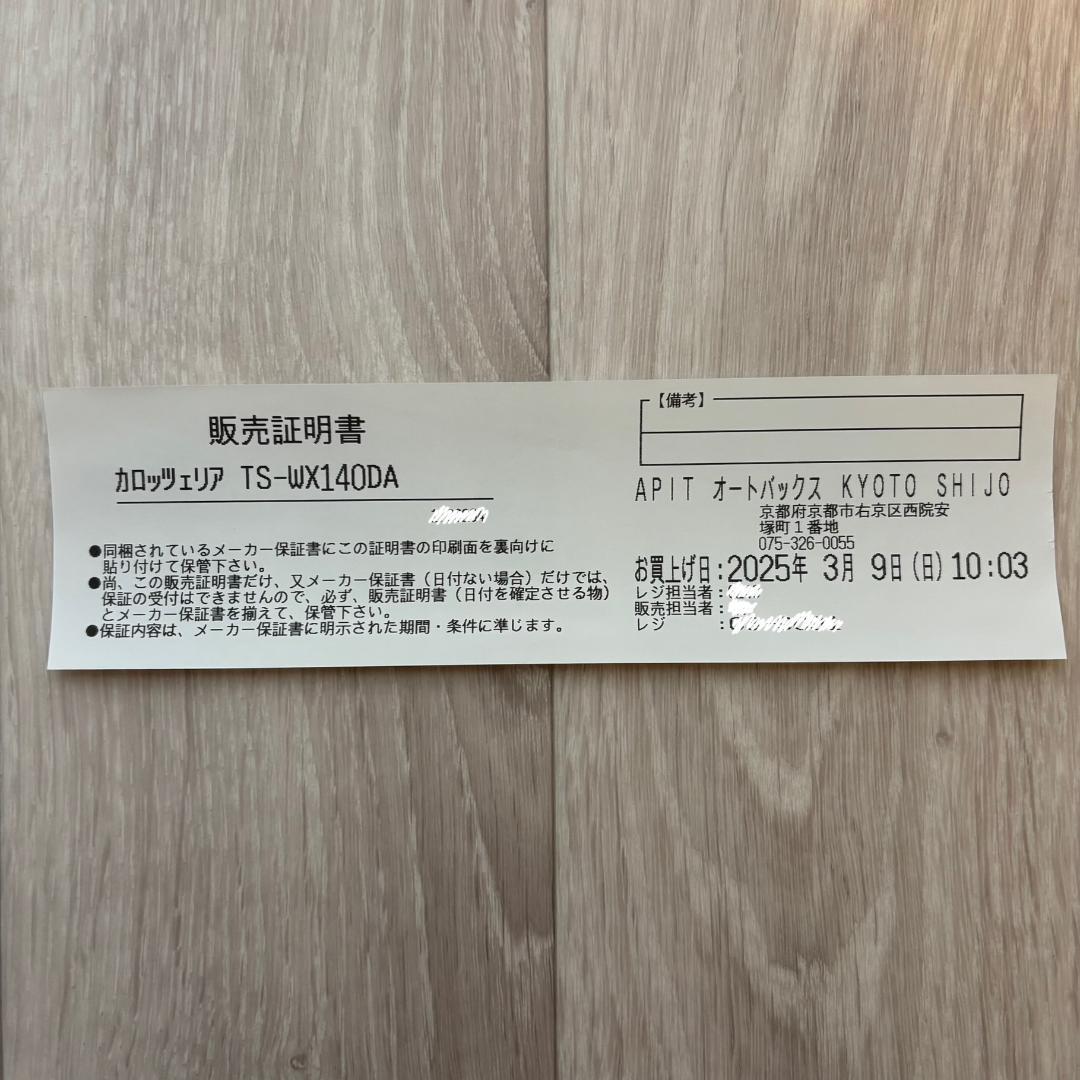 販売証明書
ｶﾛｯﾂｪﾘｱ TS-WX140DA
●同梱されているメーカー保証書にこの証明書の印刷面を裏向けに
貼り付けて保管下さい。
●尚、この販売証明書だけ、又メーカー保証書（日付ない場合）だけでは、
保証の受付はできませんので、必ず、販売証明書（日付を確定させる物）
とメーカー保証書を揃えて、保管下さい。
●保証内容は、メーカー保証書に明示された期間・条件に準じます。
【備考】
ＡＰＩＴ オートバックス ＫＹＯＴＯ ＳＨＩＪＯ
京都府京都市右京区西院安
塚町１番地
075-326-0055
お買上げ日：2025年 3月 9日(日)10:03
レジ担当者：
販売担当者：
レジ　　　：